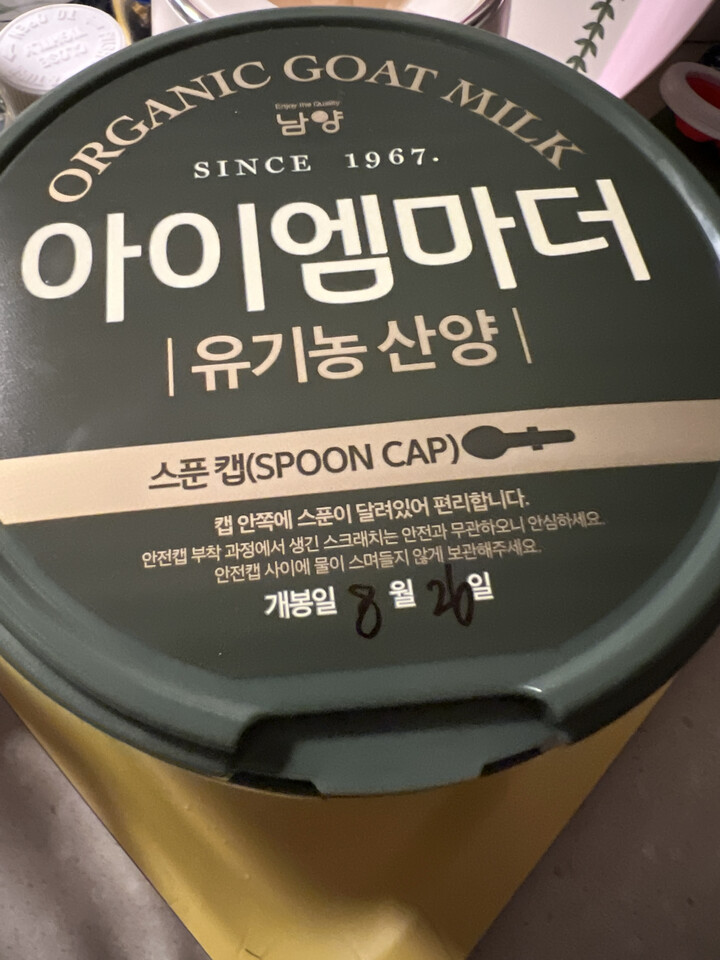 ORGANIC GOAT MILK
Enjoy the Quality
남양
SINCE 1967.
아이엠마더
유기농 산양
스푼 캡(SPOON CAP)
캡 안쪽에 스푼이 달려있어 편리합니다.
안전캡 부착 과정에서 생긴 스크래치는 안전과 무관하오니 안심하세요.
안전캡 사이에 물이 스며들지 않게 보관해주세요.
개봉일 8월 26일